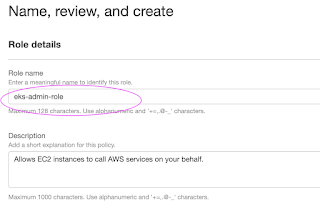 Name, review, and create
Role details
Role name
Enter a meaningful name to identify this role.
eks-admin-role
Maximum 128 characters. Use alphanumeric and '+=,.@-_' characters.
Description
Add a short explanation for this policy.
Allows EC2 instances to call AWS services on your behalf.
Maximum 1000 characters. Use alphanumeric and '+=,.@-_' characters.